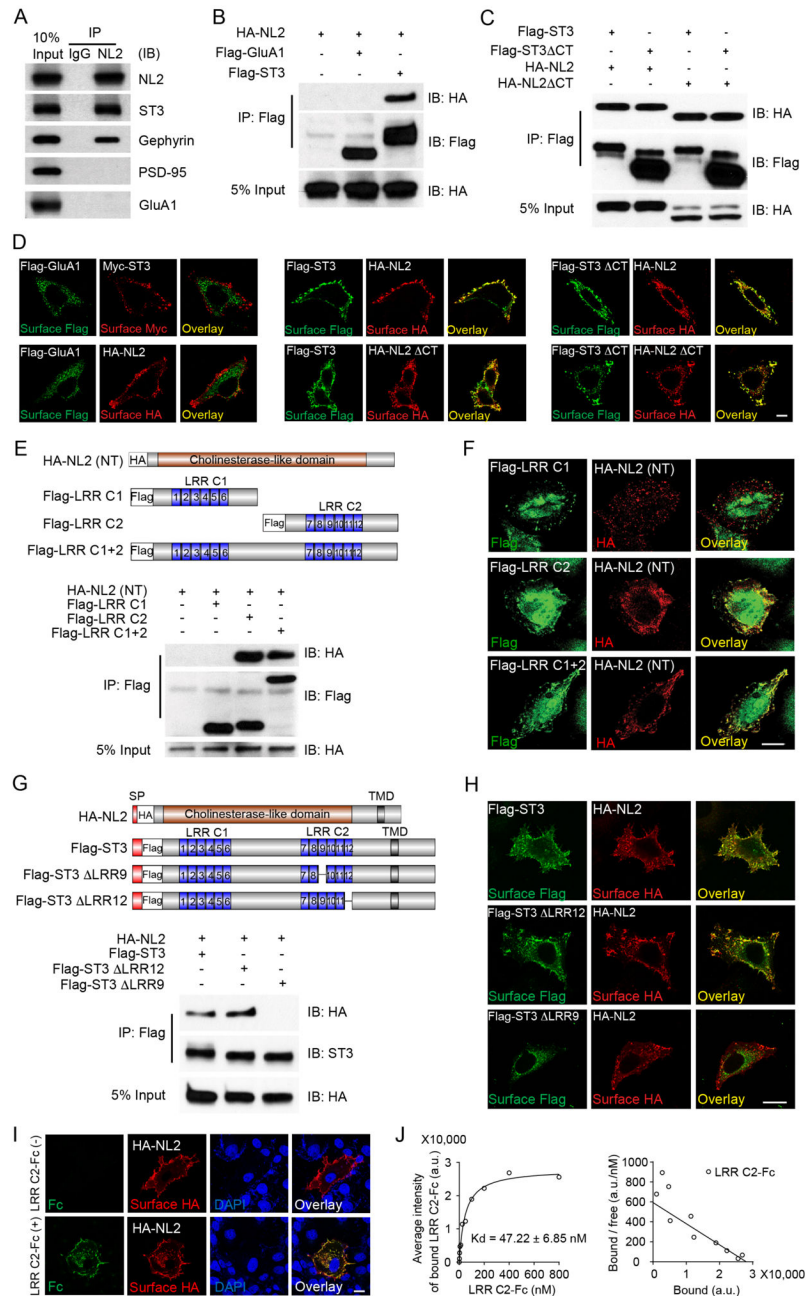 A
10%
Input
IP
IgG NL2
(IB)
NL2
ST3
Gephyrin
PSD-95
GluA1
B
HA-NL2 + + +
Flag-GluA1 - + -
Flag-ST3 - - +
IP: Flag
IB: HA
IB: Flag
5% Input
IB: HA
C
Flag-ST3 + - + -
Flag-ST3ΔCT - + - +
HA-NL2 + + - -
HA-NL2ΔCT - - + +
IP: Flag
IB: HA
IB: Flag
5% Input
IB: HA
D
Flag-GluA1 Myc-ST3
Surface Flag Surface Myc Overlay
Flag-GluA1 HA-NL2
Surface Flag Surface HA Overlay
Flag-ST3 HA-NL2
Surface Flag Surface HA Overlay
Flag-ST3 HA-NL2 ΔCT
Surface Flag Surface HA Overlay
Flag-ST3 ΔCT HA-NL2
Surface Flag Surface HA Overlay
Flag-ST3 ΔCT HA-NL2 ΔCT
Surface Flag Surface HA Overlay
E
HA-NL2 (NT) HA Cholinesterase-like domain
LRR C1
Flag-LRR C1 Flag 1 2 3 4 5 6
LRR C2
Flag-LRR C2 Flag 7 8 9 10 11 12
Flag-LRR C1+2 Flag 1 2 3 4 5 6 7 8 9 10 11 12
HA-NL2 (NT) + + + +
Flag-LRR C1 - + - -
Flag-LRR C2 - - + -
Flag-LRR C1+2 - - - +
IP: Flag
IB: HA
IB: Flag
5% Input
IB: HA
F
Flag-LRR C1 HA-NL2 (NT)
Flag HA Overlay
Flag-LRR C2 HA-NL2 (NT)
Flag HA Overlay
Flag-LRR C1+2 HA-NL2 (NT)
Flag HA Overlay
G
SP TMD
HA-NL2 HA Cholinesterase-like domain
LRR C1 LRR C2 TMD
Flag-ST3 Flag 1 2 3 4 5 6 7 8 9 10 11 12
Flag-ST3 ΔLRR9 Flag 1 2 3 4 5 6 7 8 10 11 12
Flag-ST3 ΔLRR12 Flag 1 2 3 4 5 6 7 8 9 10 11
HA-NL2 + + +
Flag-ST3 + - -
Flag-ST3 ΔLRR12 - + -
Flag-ST3 ΔLRR9 - - +
IP: Flag
IB: HA
IB: ST3
5% Input
IB: HA
H
Flag-ST3 HA-NL2
Surface Flag Surface HA Overlay
Flag-ST3 ΔLRR12 HA-NL2
Surface Flag Surface HA Overlay
Flag-ST3 ΔLRR9 HA-NL2
Surface Flag Surface HA Overlay
I
LRR C2-Fc (-)
HA-NL2
Fc Surface HA DAPI Overlay
LRR C2-Fc (+)
HA-NL2
Fc Surface HA DAPI Overlay
J
X10,000
Average intensity
of bound LRR C2-Fc (a.u.)
3
2
1
0
Kd = 47.22 ± 6.85 nM
0 200 400 600 800
LRR C2-Fc (nM)
Bound / free (a.u./nM)
1000
800
600
400
200
0
LRR C2-Fc
0 1 2 3
X10,000
Bound (a.u.)